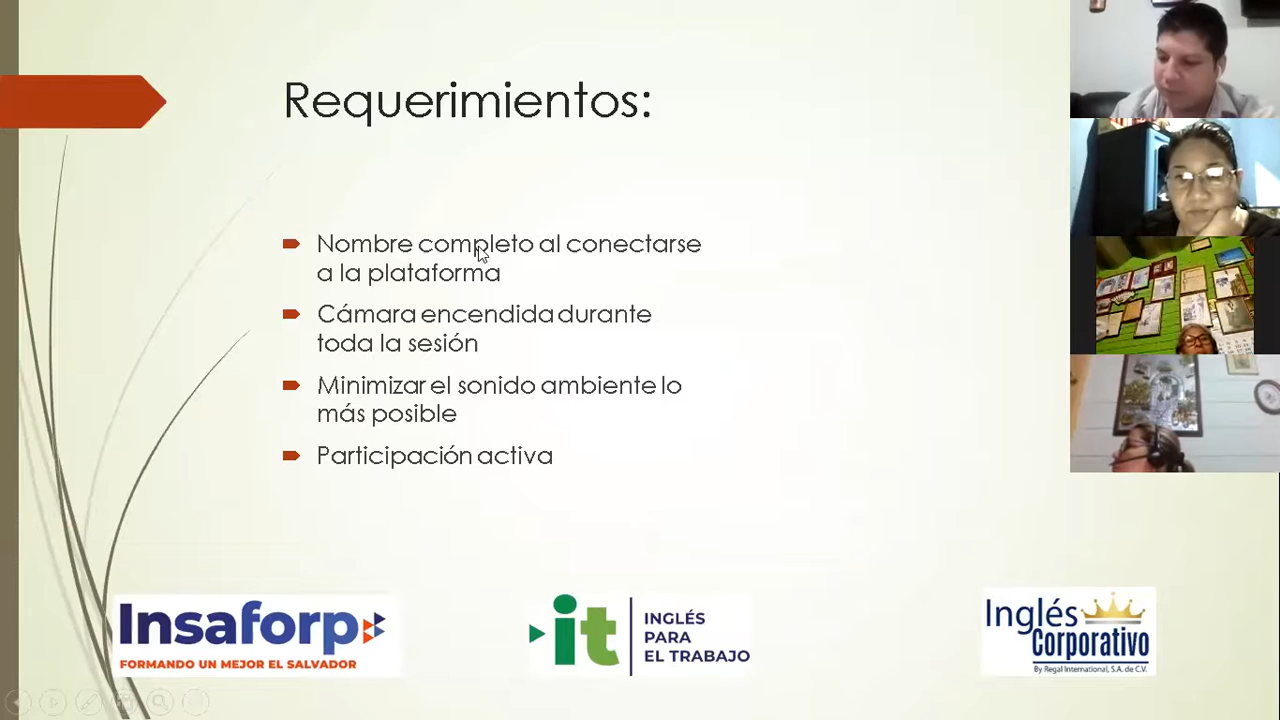 Requerimientos:
Nombre completo al conectarse
a la plataforma
Cámara encendida durante
toda la sesión
Minimizar el sonido ambiente lo
más posible
Participación activa
Insaforp
FORMANDO UN MEJOR EL SALVADOR
it
INGLÉS
PARA
EL TRABAJO
Inglés
Corporativo
By Regal International, S.A. de C.V.